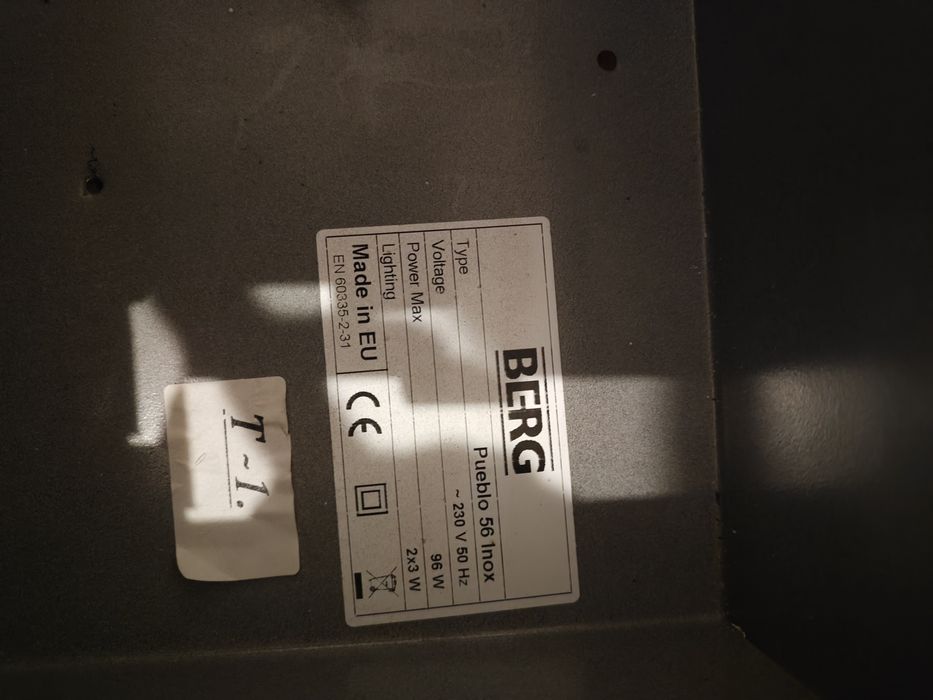 BERG
Type Pueblo 56 1nox
Voltage ~ 230 V 50 Hz
Power Max 96 W
Lighting 2x3 W
Made in EU
EN 60335-2-31
CE
T~1.